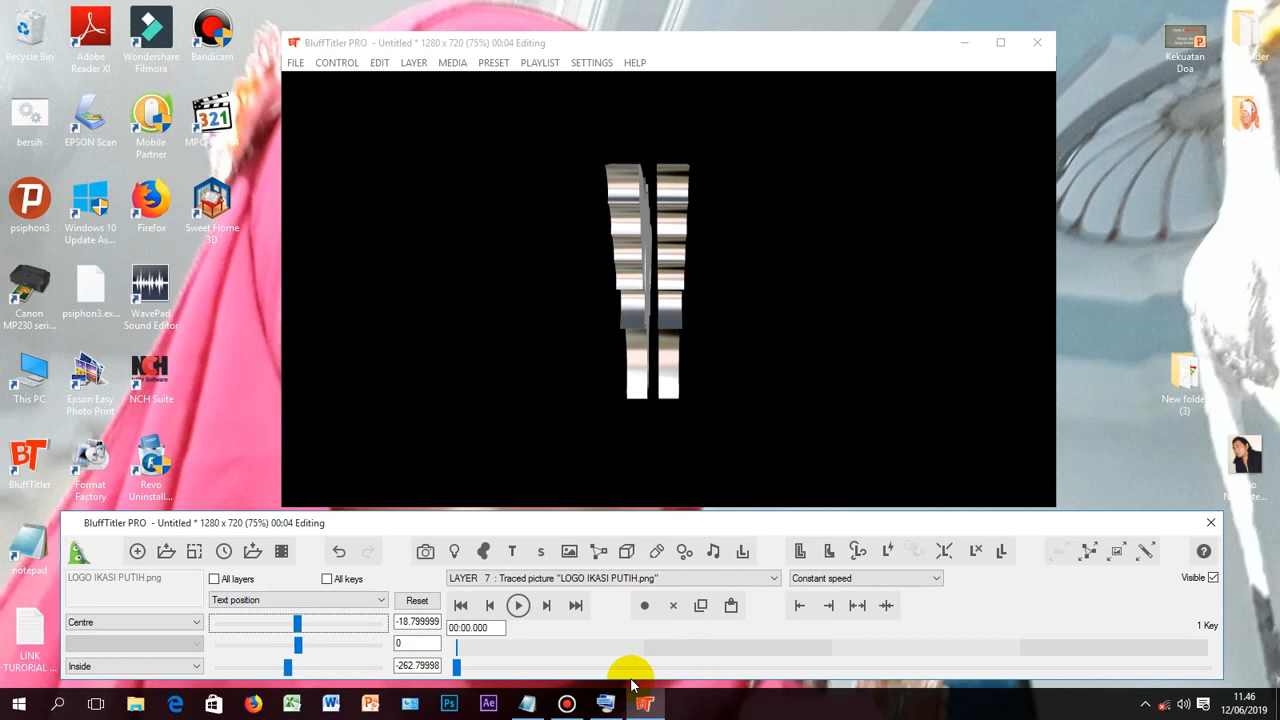 BluffTitler PRO - Untitled * 1280 x 720 (75%) 00:04 Editing
FILE CONTROL EDIT LAYER MEDIA PRESET PLAYLIST SETTINGS HELP
Recycle Bin
Adobe Reader XI
Wondershare Filmora
Bandicam
bersih
EPSON Scan
Mobile Partner
321
psiphon3
Windows 10 Update As...
Firefox
Sweet Home 3D
Canon MP230 seri...
psiphon3.ex...
WavePad Sound Editor
This PC
Epson Easy Photo Print
NCH
NCH Suite
BT
BluffTitler
Format Factory
Revo Uninstall...
notepad
LINK TURORIAL ...
Kekuatan Doa
New folde (3)
BluffTitler PRO - Untitled * 1280 x 720 (75%) 00:04 Editing
LOGO IKASI PUTIH.png
All layers
All keys
LAYER 7 : Traced picture "LOGO IKASI PUTIH.png"
Constant speed
Visible
Text position
Reset
Centre
-18.799999
00:00.000
1 Key
0
Inside
-262.79998
11.46
12/06/2019